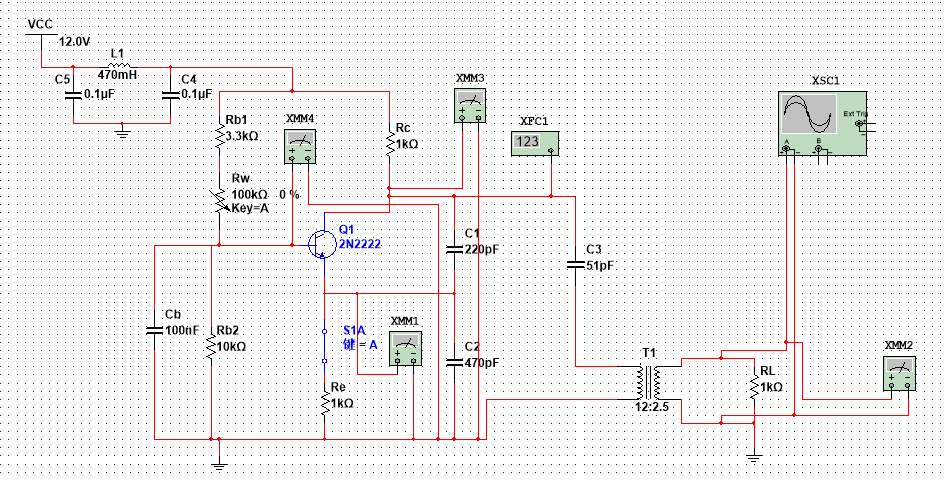 VCC
12.0V
L1
470mH
C5
0.1µF
C4
0.1µF
Rb1
3.3kΩ
XMM4
Rc
1kΩ
XMM3
XFC1
123
XSC1
Ext Trig
A
B
Rw
100kΩ 0 %
Key=A
Q1
2N2222
C1
220pF
C3
51pF
Cb
100nF
Rb2
10kΩ
S1A
键 = A
XMM1
C2
470pF
Re
1kΩ
T1
12:2.5
RL
1kΩ
XMM2